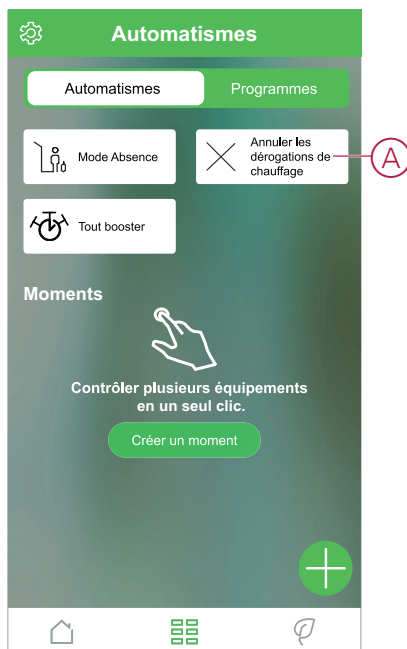 Automatismes
Automatismes
Programmes
Mode Absence
Annuler les
dérogations de
chauffage
A
Tout booster
Moments
Contrôler plusieurs équipements
en un seul clic.
Créer un moment